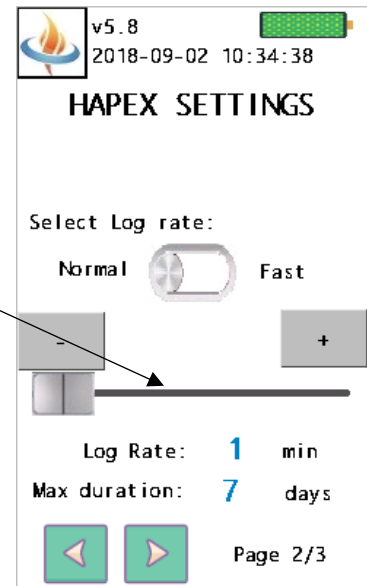 v5.8
2018-09-02 10:34:38
HAPEX SETTINGS
Select Log rate:
Normal Fast
- +
Log Rate: 1 min
Max duration: 7 days
Page 2/3